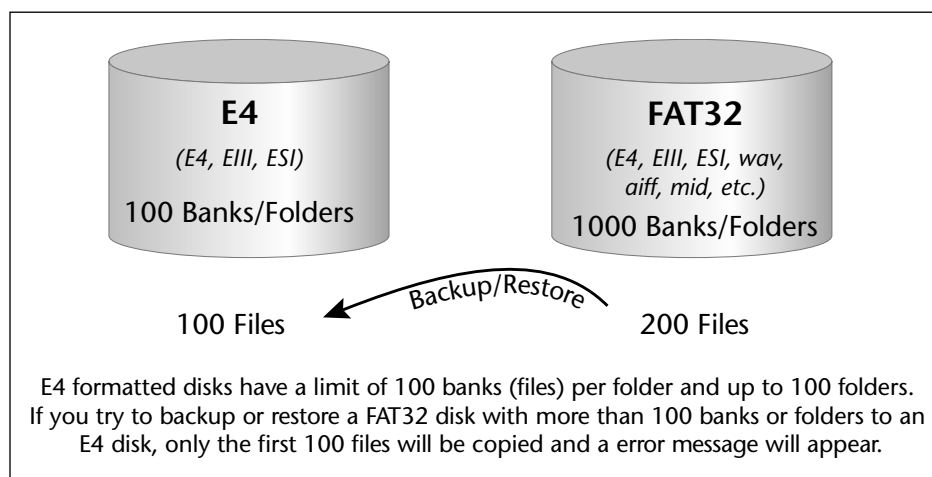 E4
(E4, EIII, ESI)
100 Banks/Folders
FAT32
(E4, EIII, ESI, wav,
aiff, mid, etc.)
1000 Banks/Folders
Backup/Restore
100 Files
200 Files
E4 formatted disks have a limit of 100 banks (files) per folder and up to 100 folders.
If you try to backup or restore a FAT32 disk with more than 100 banks or folders to an
E4 disk, only the first 100 files will be copied and a error message will appear.